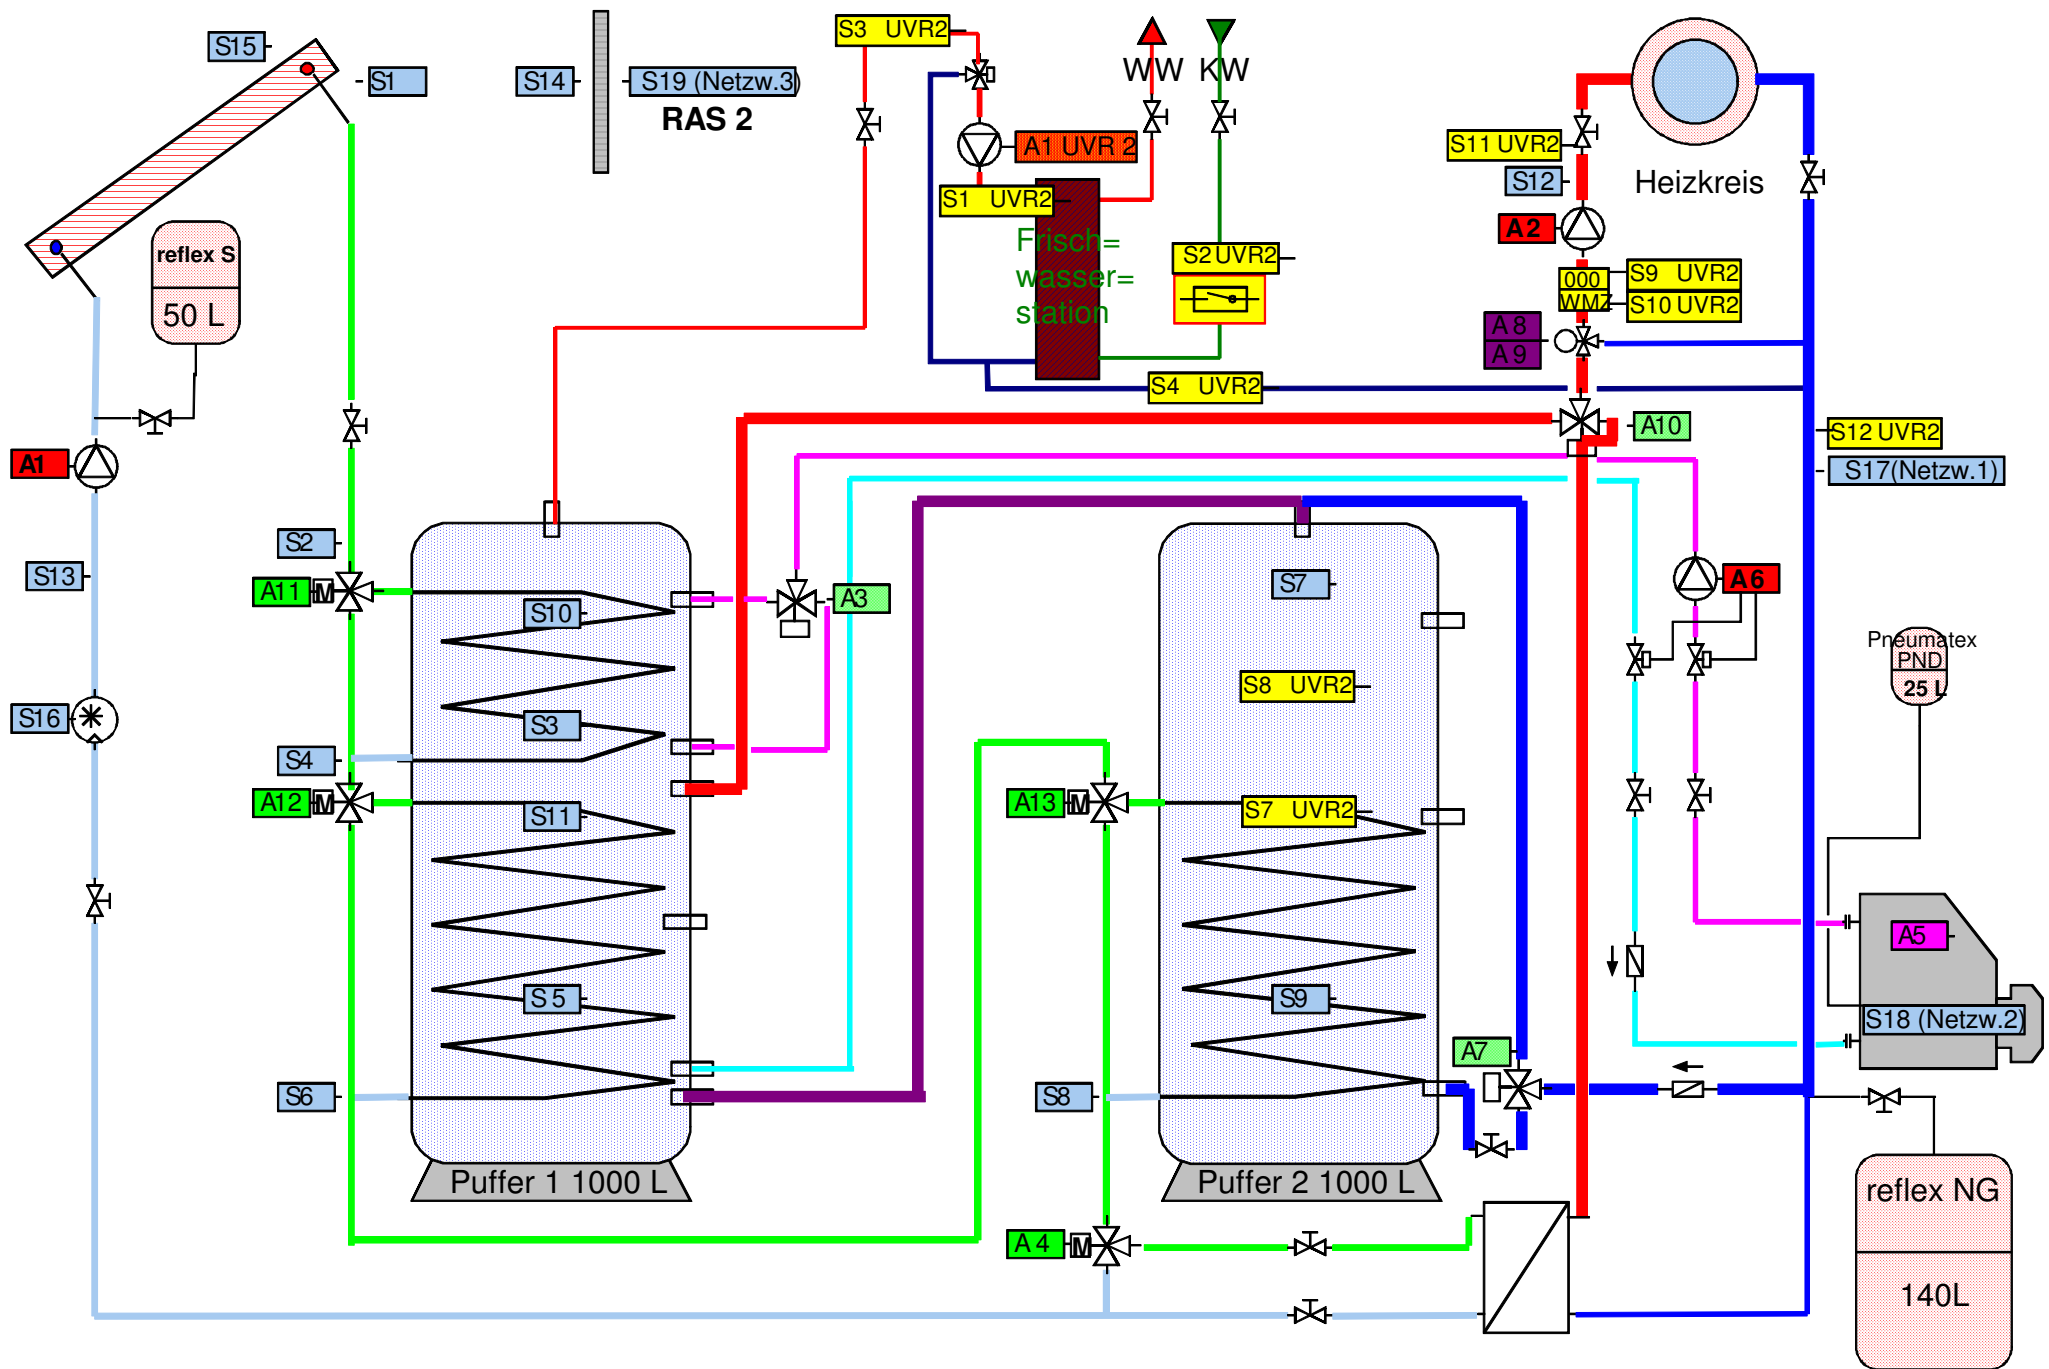 S3 UVR2
S15
S1
S14
S19 (Netzw.3)
RAS 2
WW
KW
A1 UVR 2
S11 UVR2
S12
Heizkreis
S1 UVR2
A2
Frisch=
wasser=
station
S2 UVR2
reflex S
50 L
000
WMZ
S9 UVR2
S10 UVR2
A 8
A 9
S4 UVR2
A10
S12 UVR2
S17(Netzw.1)
A1
S2
S13
A11
M
S10
A3
S7
A6
Pneumatex
PND
25 L
S8 UVR2
S16
S3
S4
A12
M
S11
A13
M
S7 UVR2
A5
S 5
S9
S18 (Netzw.2)
A7
S6
S8
Puffer 1 1000 L
Puffer 2 1000 L
reflex NG
140L
A 4
M